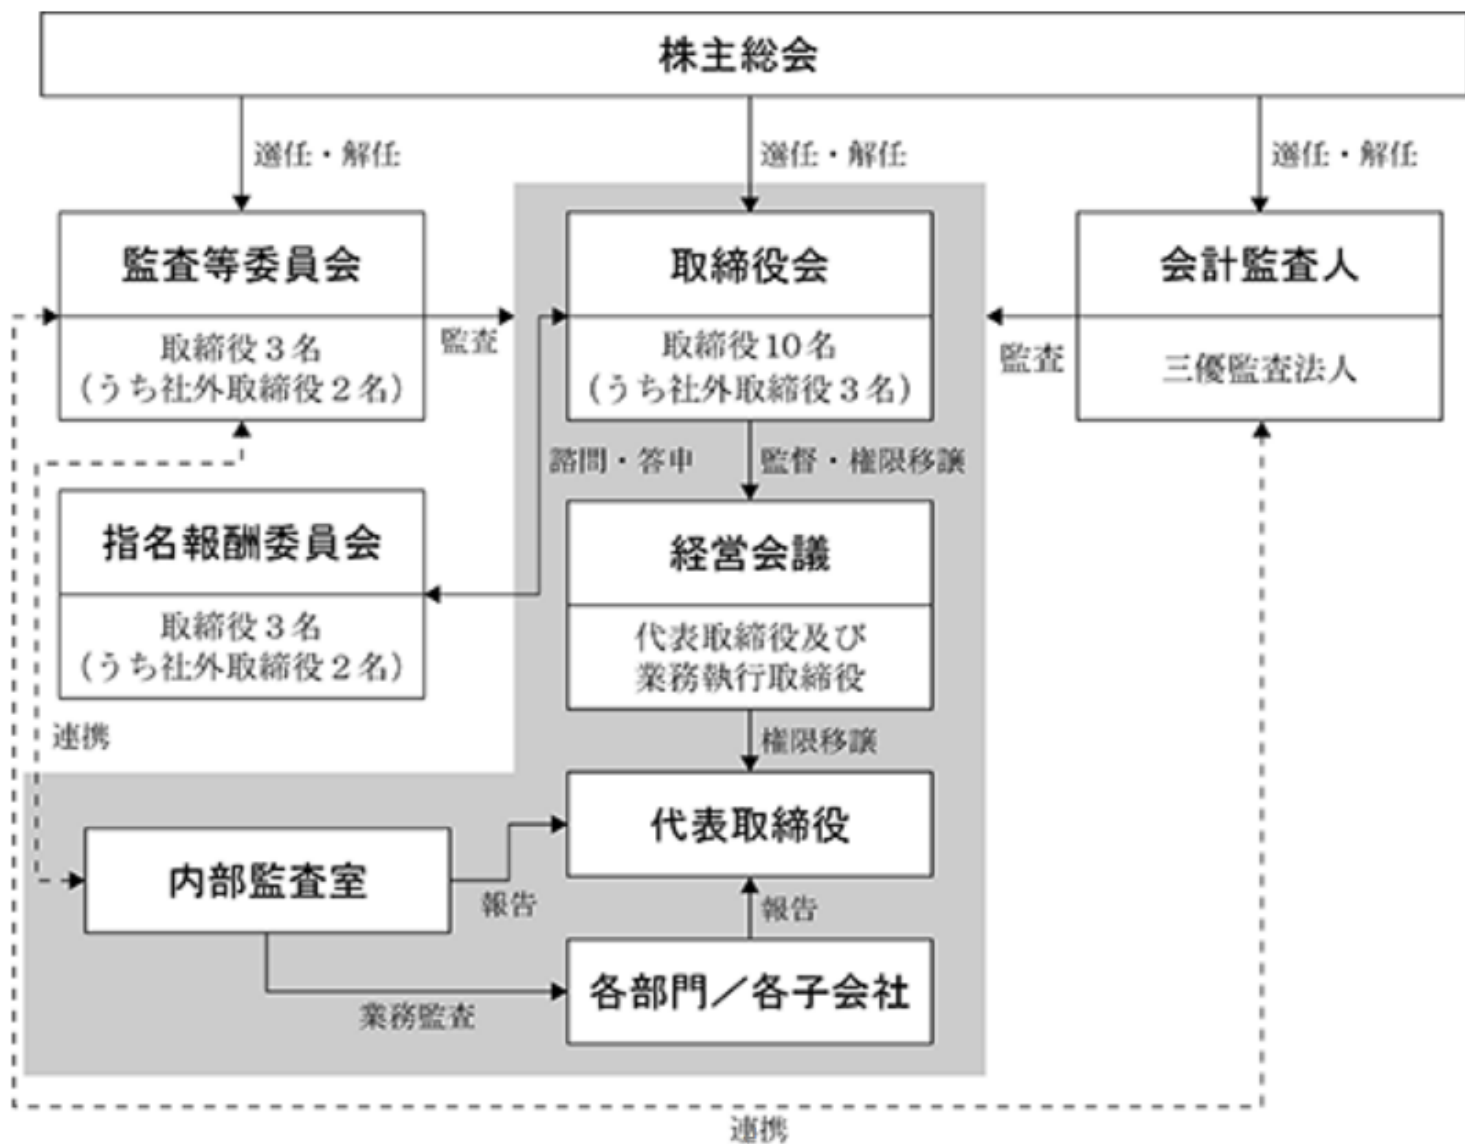 株主総会
選任・解任
選任・解任
選任・解任
監査等委員会
取締役3名
(うち社外取締役2名)
監査
取締役会
取締役10名
(うち社外取締役3名)
会計監査人
三優監査法人
監査
諮問・答申
監督・権限移譲
指名報酬委員会
取締役3名
(うち社外取締役2名)
経営会議
代表取締役及び
業務執行取締役
連携
権限移譲
代表取締役
内部監査室
報告
報告
各部門/各子会社
業務監査
連携